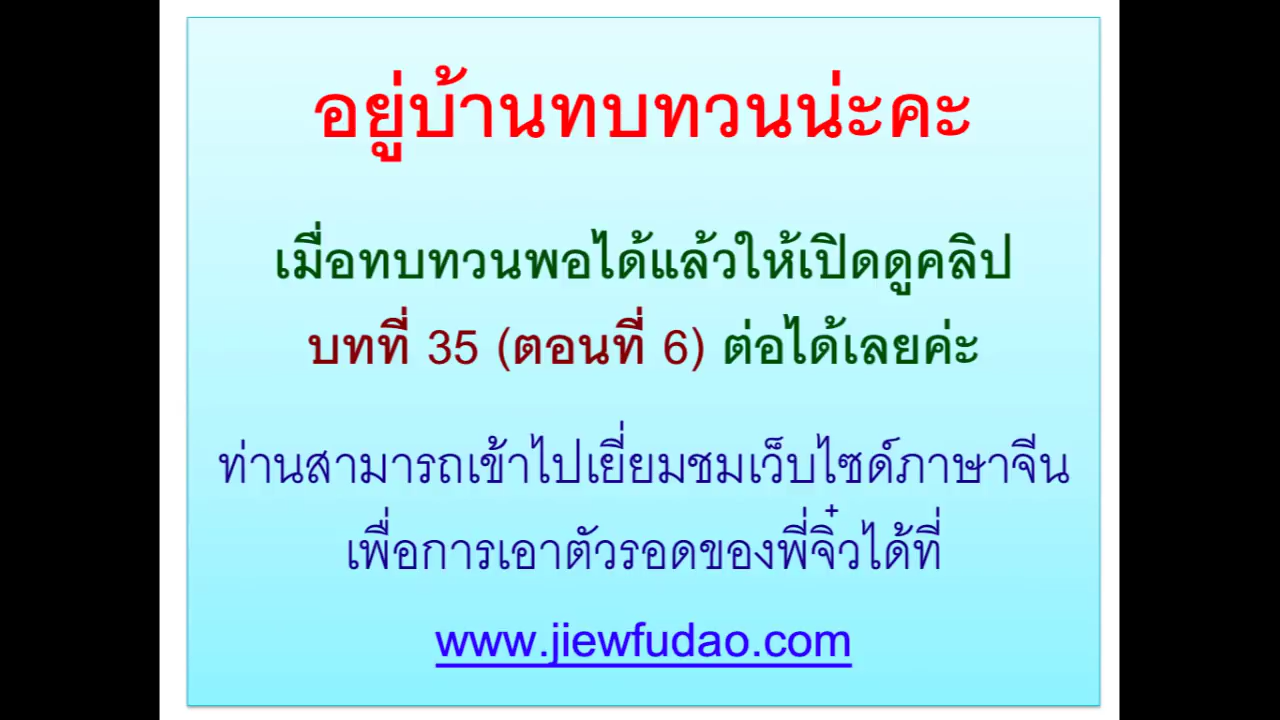 อยู่บ้านทบทวนน่ะคะ
เมื่อทบทวนพอได้แล้วให้เปิดดูคลิป
บทที่ 35 (ตอนที่ 6) ต่อได้เลยค่ะ
ท่านสามารถเข้าไปเยี่ยมชมเว็บไซด์ภาษาจีน
เพื่อการเอาตัวรอดของพี่จิ๋วได้ที่
www.jiewfudao.com